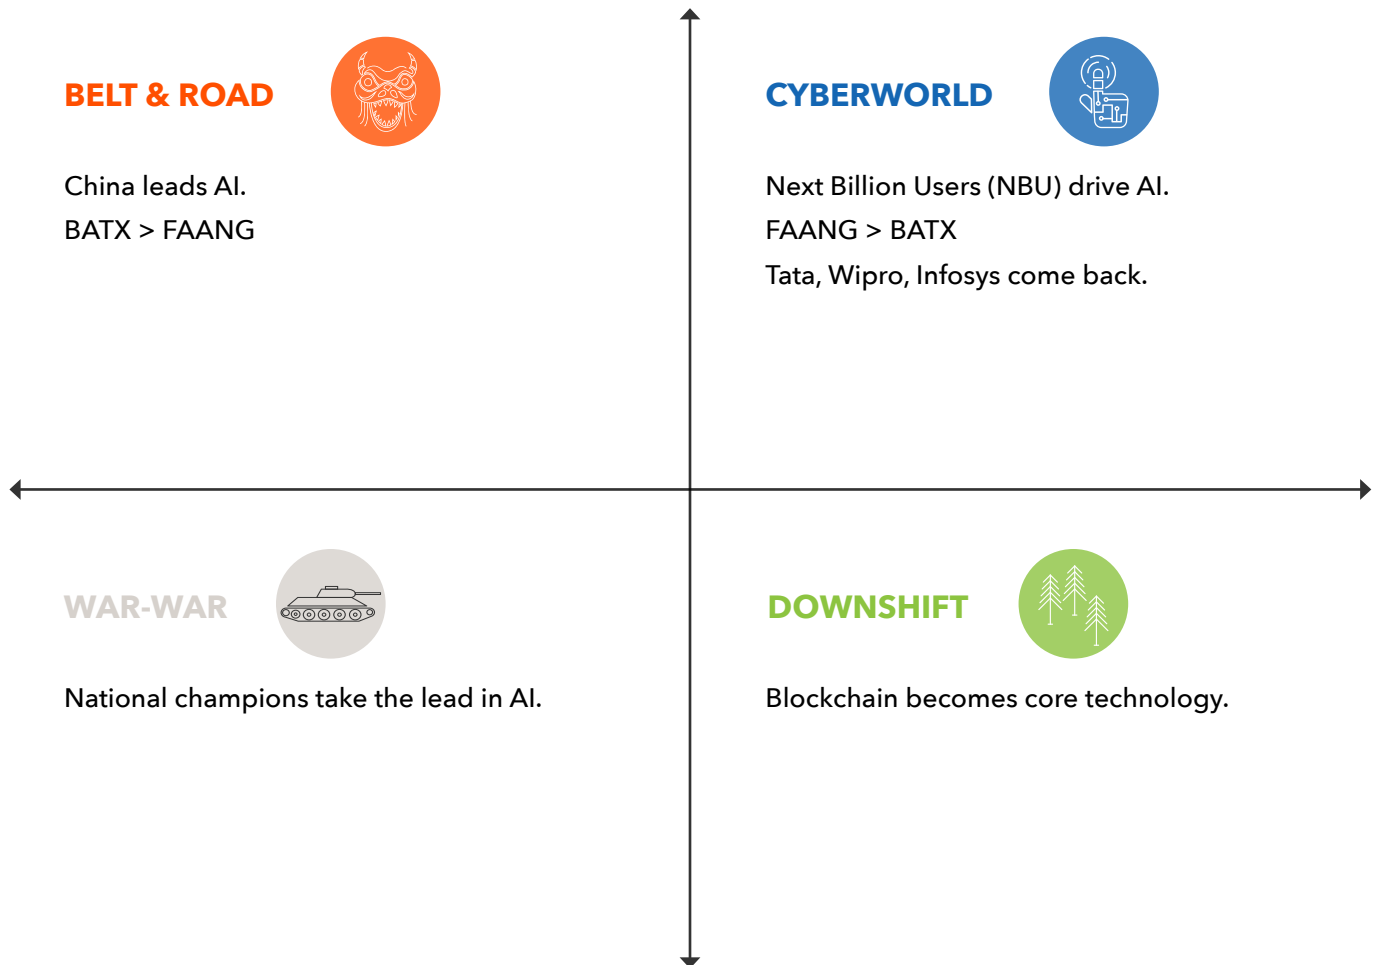 BELT & ROAD
China leads AI.
BATX > FAANG
CYBERWORLD
Next Billion Users (NBU) drive AI.
FAANG > BATX
Tata, Wipro, Infosys come back.
WAR-WAR
National champions take the lead in AI.
DOWNSHIFT
Blockchain becomes core technology.